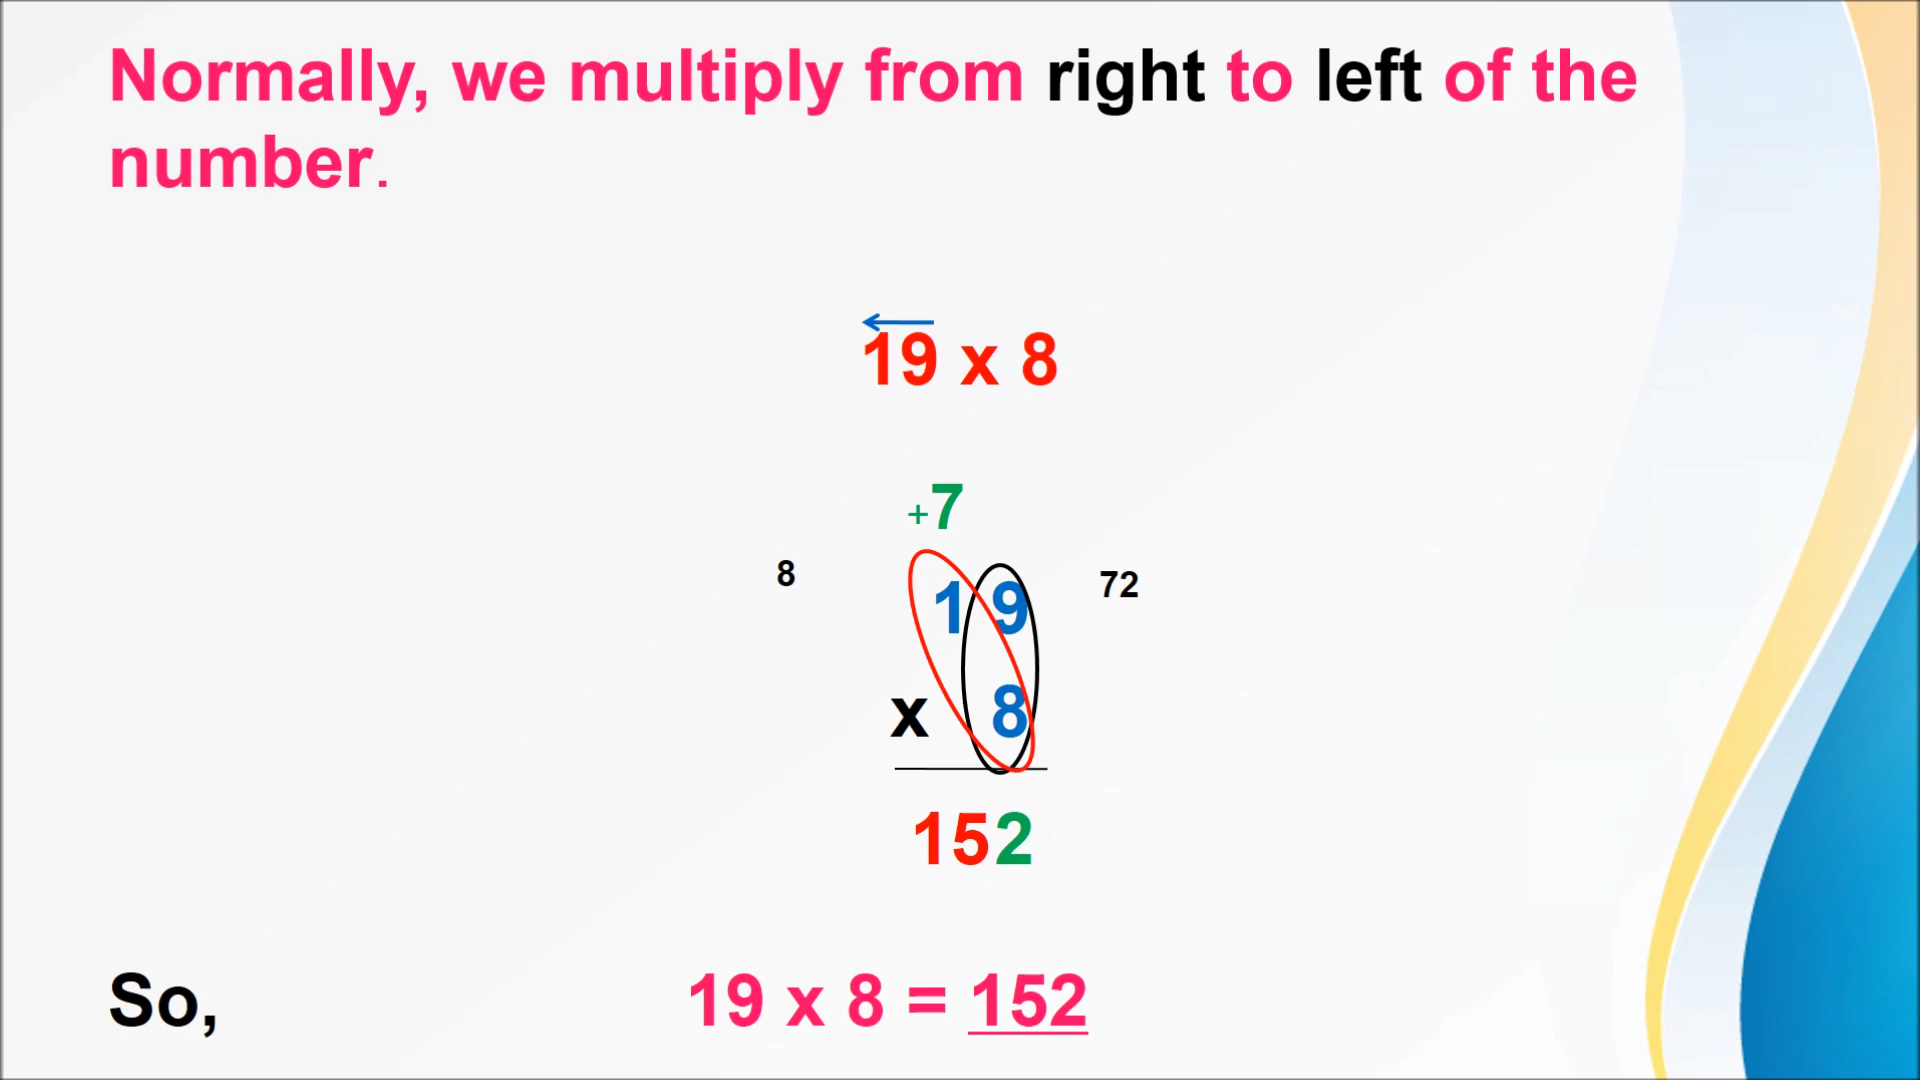 Normally, we multiply from right to left of the
number.
19 x 8
+7
8 19 72
x 8
152
So, 19 x 8 = 152